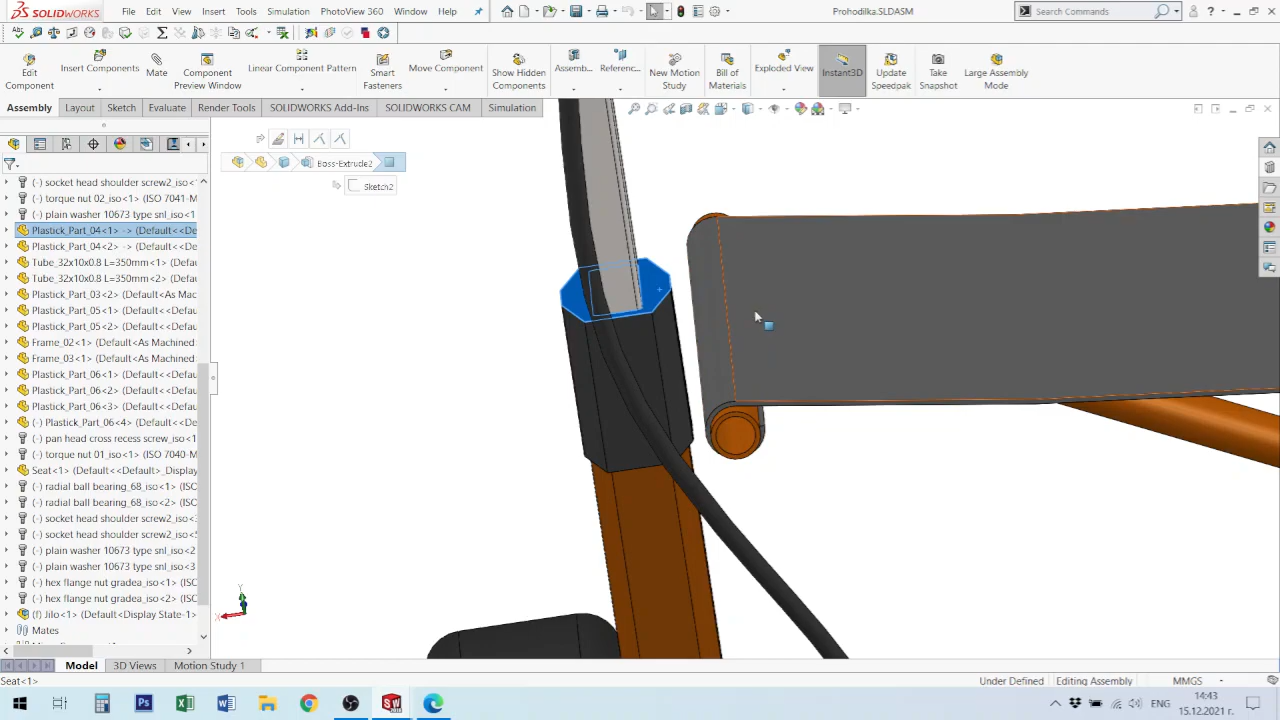 SOLIDWORKS File Edit View Insert Tools Simulation Window Help Prohodilka.SLDASM Search Commands
Edit Component
Insert Components
Mate
Component Preview Window
Linear Component Pattern
Smart Fasteners
Move Component
Show Hidden Components
Assemb...
Referenc...
New Motion Study
Bill of Materials
Exploded View
Instant3D
Update Speedpak
Take Snapshot
Large Assembly Mode
Assembly Layout Sketch Evaluate Render Tools SOLIDWORKS Add-Ins SOLIDWORKS CAM Simulation
Boss-Extrude2
Sketch2
(-) socket head shoulder screw2_iso<1
(-) torque nut 02_iso<1> (ISO 7041-M
(-) plain washer 10673 type snl_iso<1
Plastick_Part_04<1> -> (Default<<Def
Plastick_Part_04<2> -> (Default<<Def
Tube_32x10x0.8 L=350mm<1> (Def
Tube_32x10x0.8 L=350mm<2> (Def
Plastick_Part_03<2> (Default<As Mac
Plastick_Part_05<1> (Default<<Defau
Plastick_Part_05<2> (Default<<Defau
Frame_02<1> (Default<As Machined
Frame_03<1> (Default<As Machined
Plastick_Part_06<1> (Default<<Defau
Plastick_Part_06<2> (Default<<Defau
Plastick_Part_06<3> (Default<<Defau
(-) Plastick_Part_06<4> (Default<<De
(-) pan head cross recess screw_iso<1
(-) torque nut 01_iso<1> (ISO 7040-M
Seat<1> (Default<<Default>_Display
(-) radial ball bearing_68_iso<1> (ISC
(-) radial ball bearing_68_iso<2> (ISC
(-) socket head shoulder screw2_iso<
(-) socket head shoulder screw2_iso<5
(-) plain washer 10673 type snl_iso<2
(-) plain washer 10673 type snl_iso<3
(-) hex flange nut gradea_iso<1> (ISO
(-) hex flange nut gradea_iso<2> (ISO
(f) Jilo<1> (Default<Display State-1>
Mates
Y
X
Model 3D Views Motion Study 1
Seat<1> Under Defined Editing Assembly MMGS
ENG 14:43
15.12.2021 г.